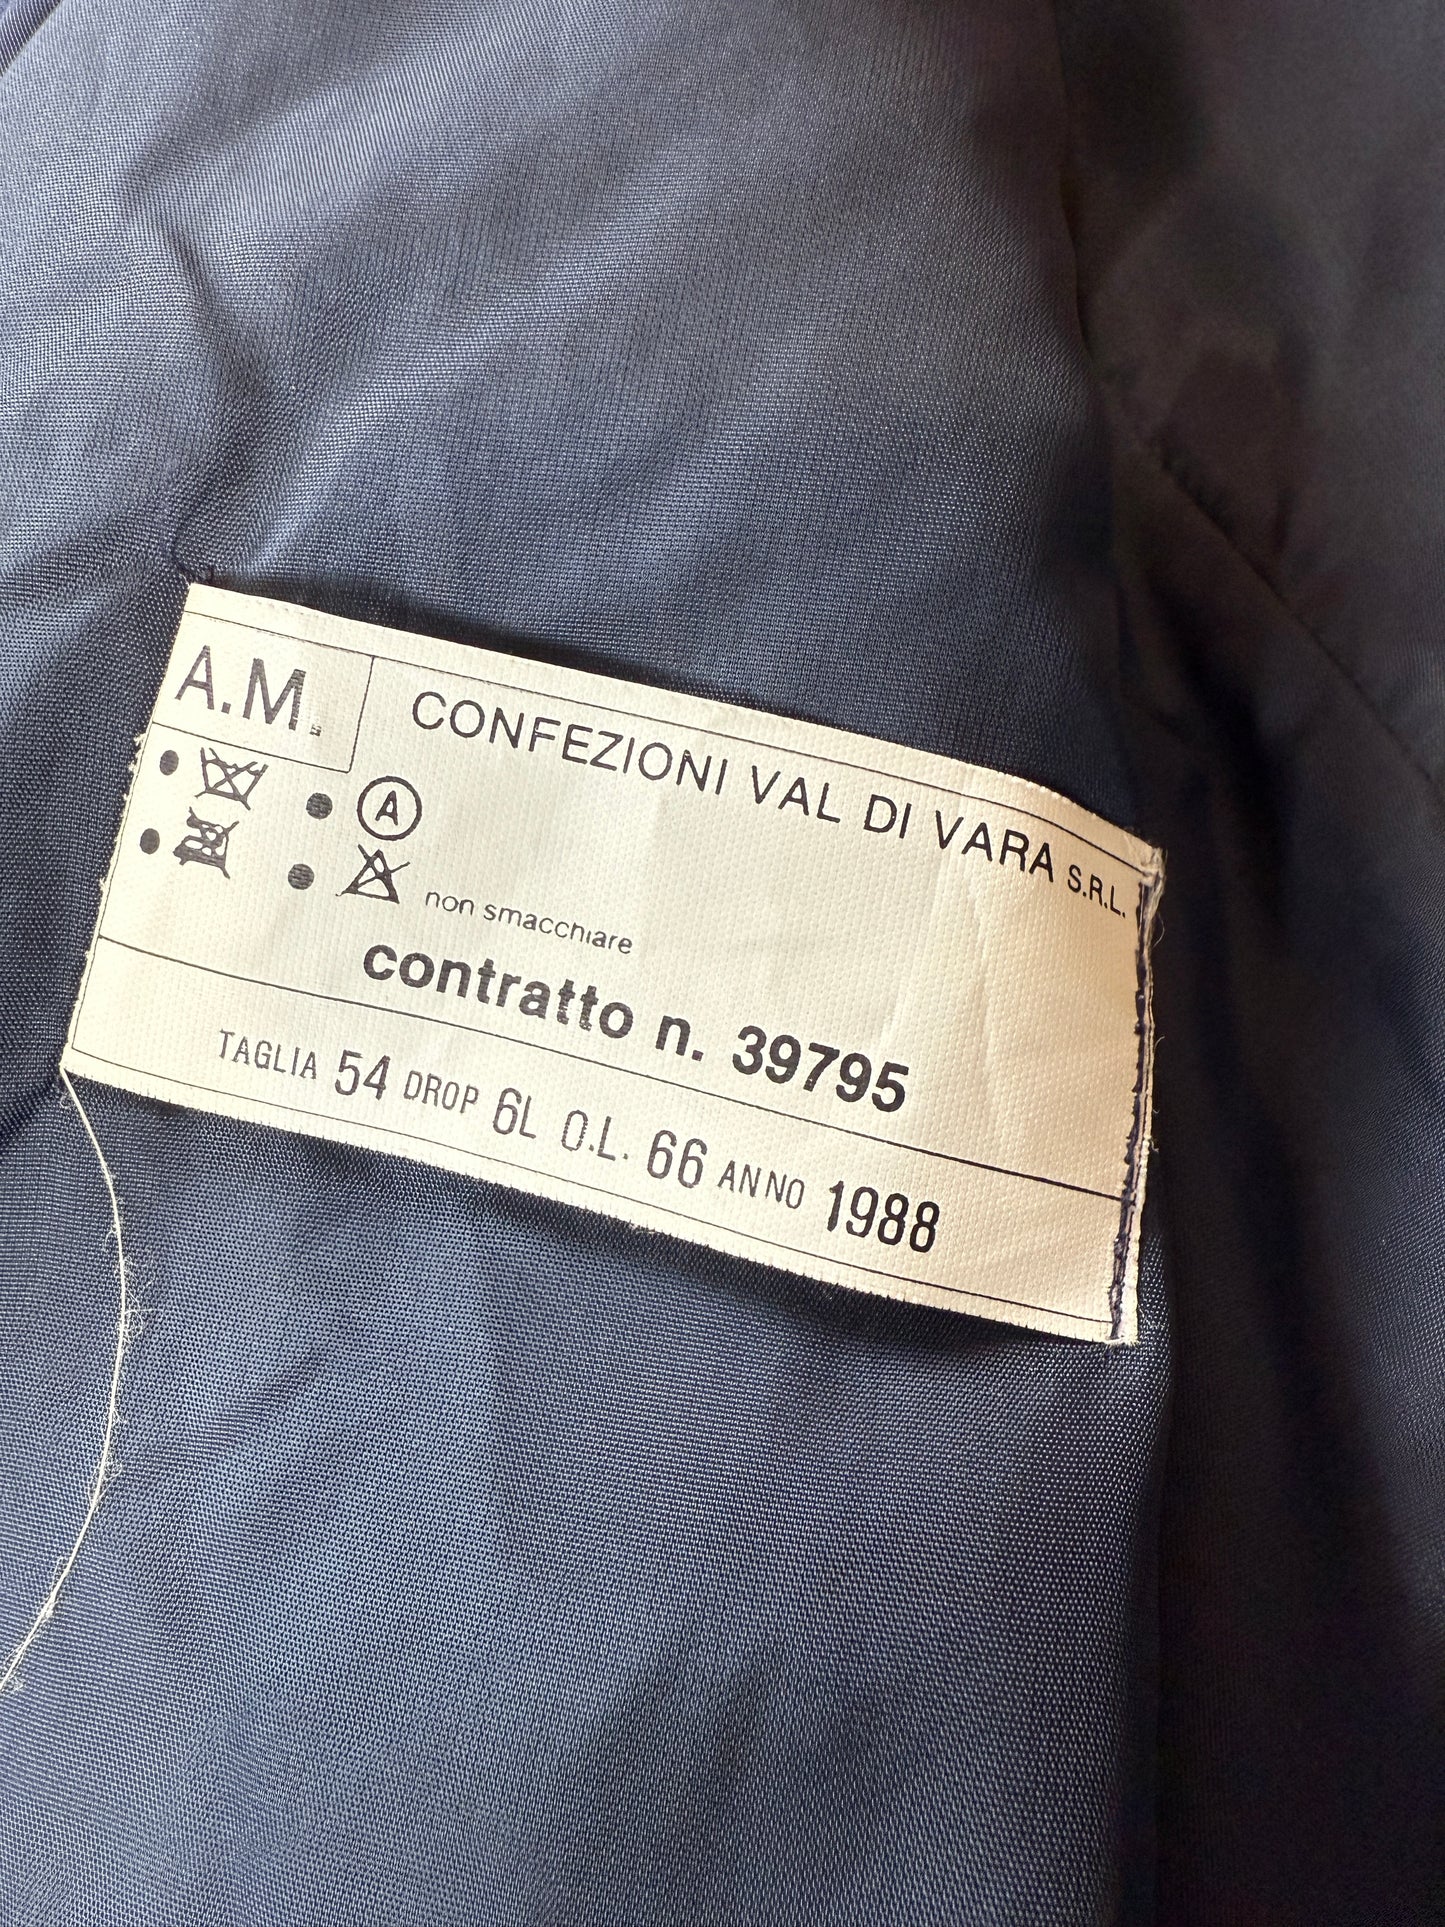 A.M. CONFEZIONI VAL DI VARA S.R.L.
A
non smacchiare
contratto n. 39795
TAGLIA 54 DROP 6L O.L. 66 ANNO 1988